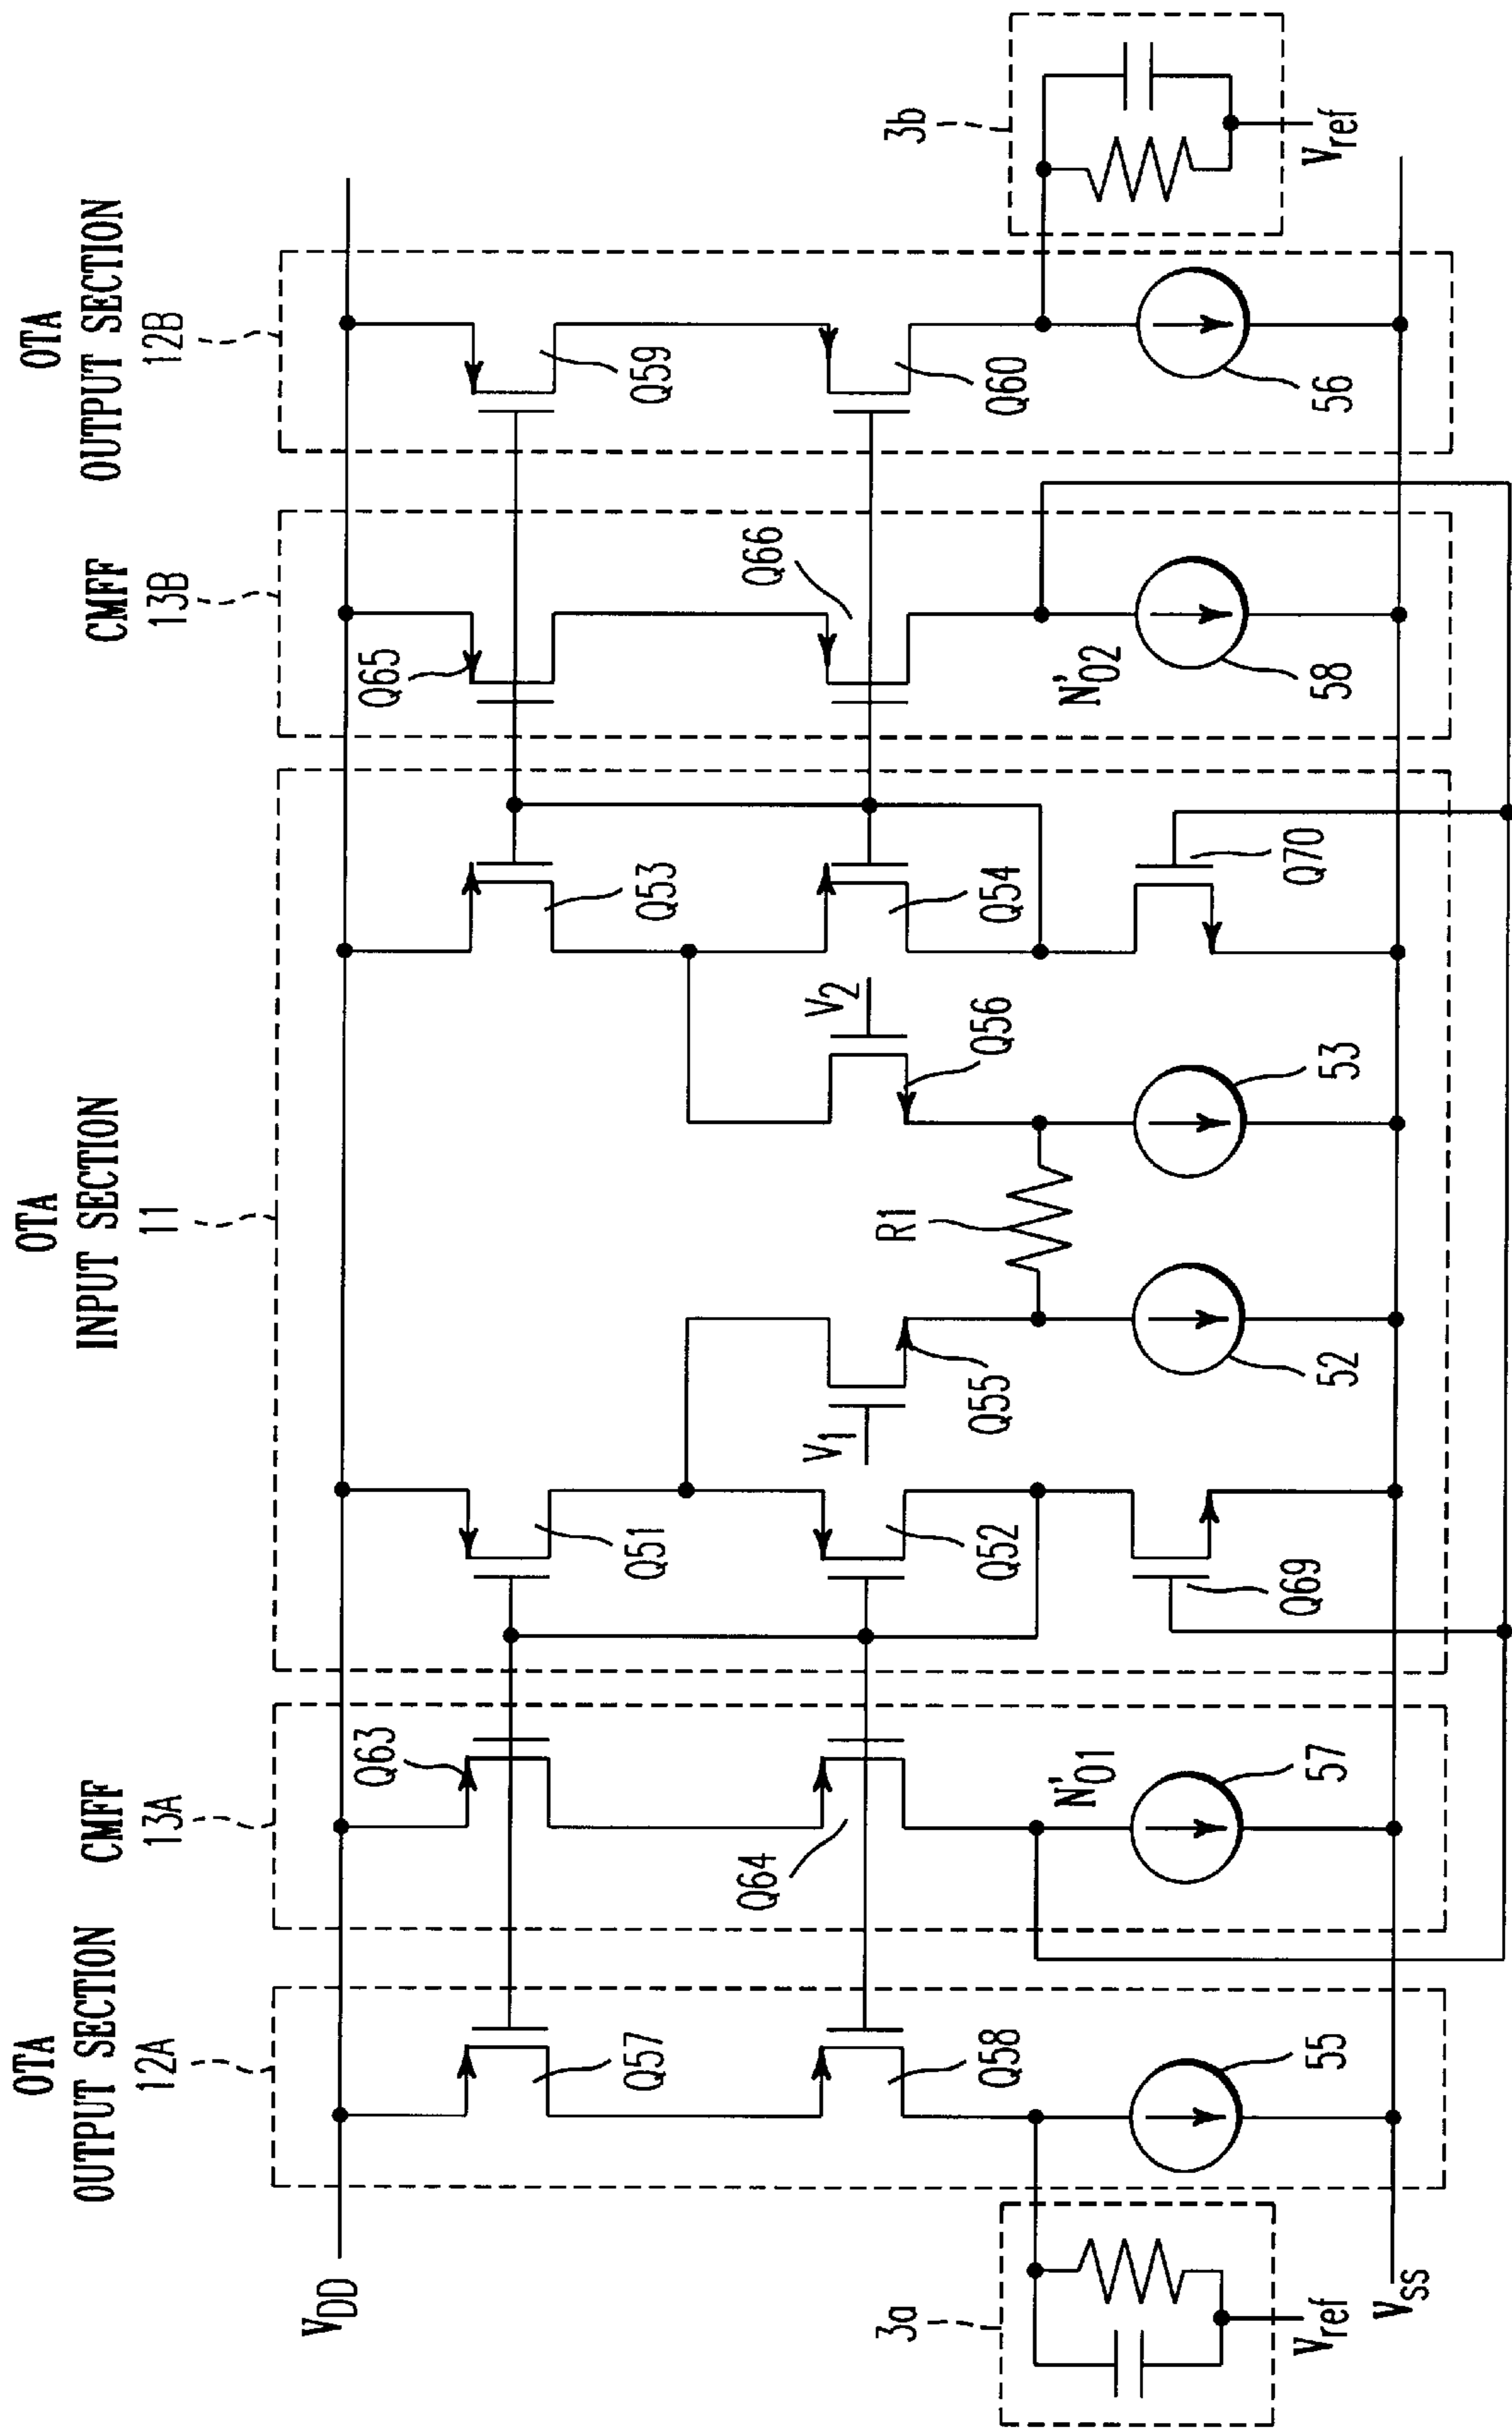 OTA
OUTPUT SECTION
12A
CMFF
13A
OTA
INPUT SECTION
11
CMFF
13B
OTA
OUTPUT SECTION
12B
VDD
Q57
Q63
Q51
Q53
Q65
Q59
Q58
Q64
Q52
V1
Q55
V2
Q56
Q54
Q66
Q60
3a
Vref
55
N'01
57
Q69
52
R1
53
Q70
N'02
58
56
3b
Vref
Vss